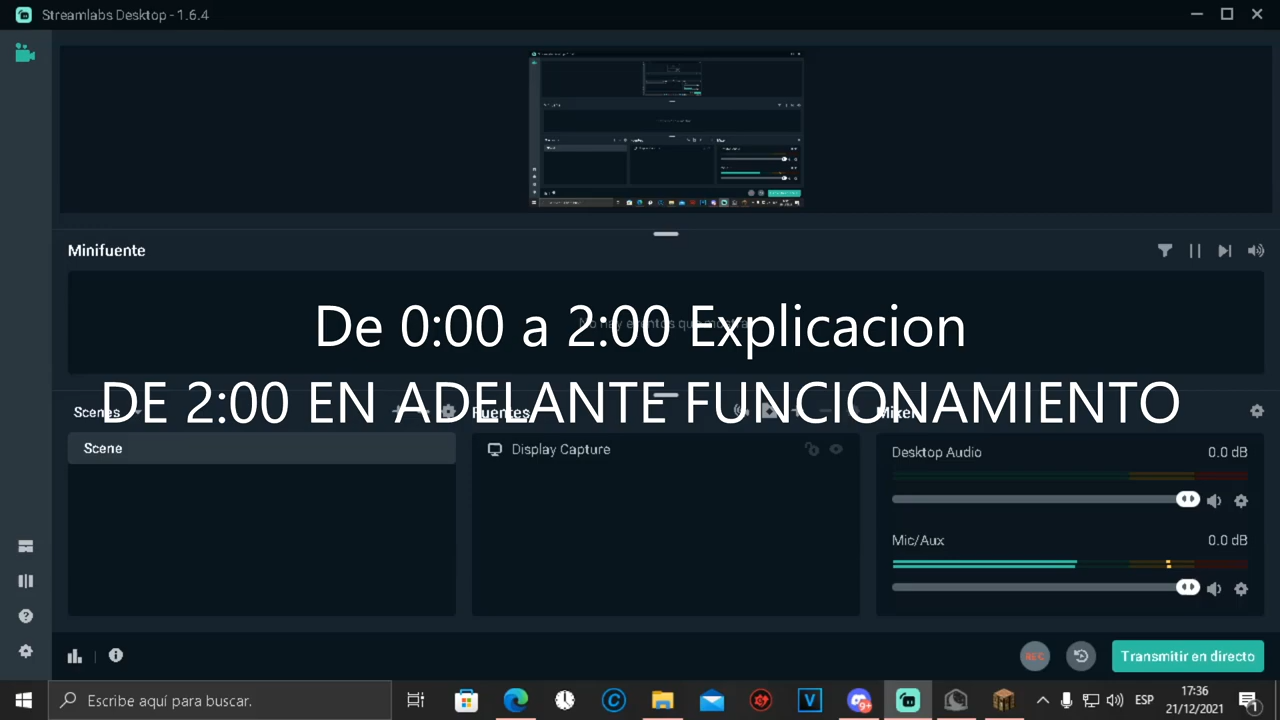 Streamlabs Desktop - 1.6.4
Minifuente
De 0:00 a 2:00 Explicacion
DE 2:00 EN ADELANTE FUNCIONAMIENTO
Scenes
Fuentes
Mixer
Scene
Display Capture
Desktop Audio 0.0 dB
Mic/Aux 0.0 dB
REC
Transmitir en directo
Escribe aquí para buscar.
C
V
9+
ESP
17:36
21/12/2021
1